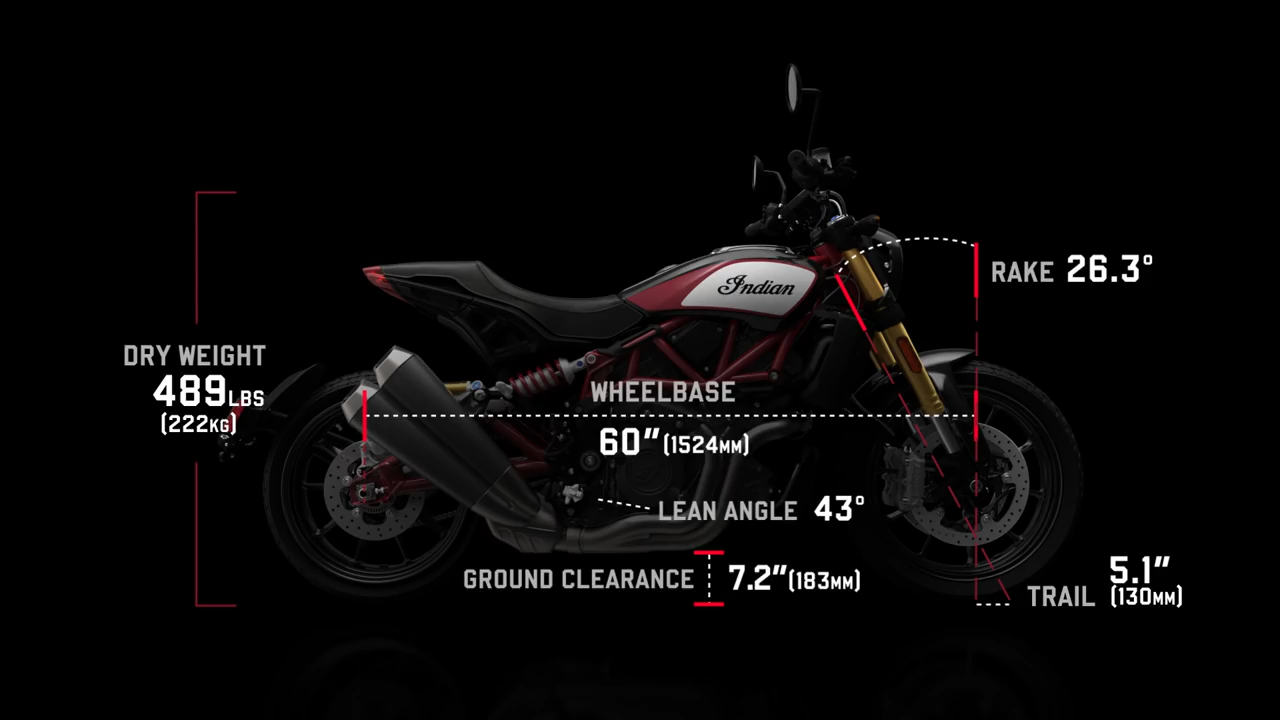 Indian
RAKE 26.3°
DRY WEIGHT
489LBS
(222KG)
WHEELBASE
60″(1524MM)
LEAN ANGLE 43°
GROUND CLEARANCE 7.2″(183MM)
5.1″
TRAIL (130MM)